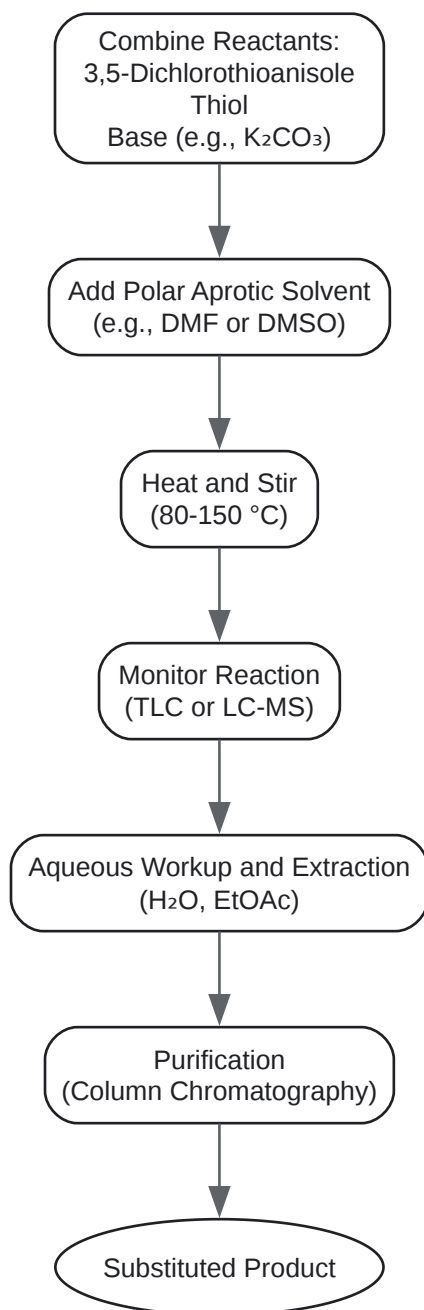 Combine Reactants:
3,5-Dichlorothioanisole
Thiol
Base (e.g., K₂CO₃)
Add Polar Aprotic Solvent
(e.g., DMF or DMSO)
Heat and Stir
(80-150 °C)
Monitor Reaction
(TLC or LC-MS)
Aqueous Workup and Extraction
(H₂O, EtOAc)
Purification
(Column Chromatography)
Substituted Product